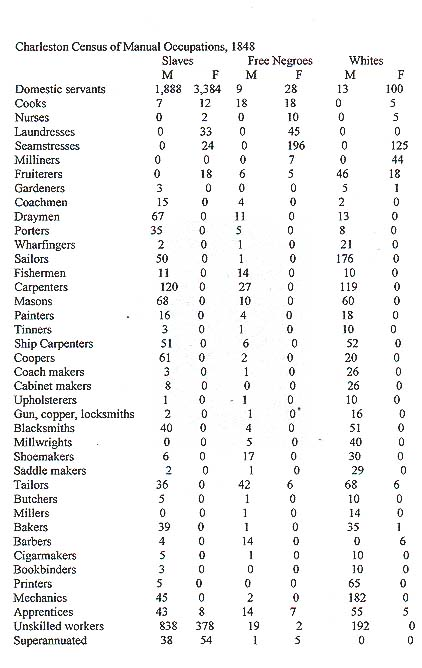 Charleston Census of Manual Occupations, 1848
Slaves Free Negroes Whites
M F M F M F
Domestic servants 1,888 3,384 9 28 13 100
Cooks 7 12 18 18 0 5
Nurses 0 2 0 10 0 5
Laundresses 0 33 0 45 0 0
Seamstresses 0 24 0 196 0 125
Milliners 0 0 0 7 0 44
Fruiterers 0 18 6 5 46 18
Gardeners 3 0 0 0 5 1
Coachmen 15 0 4 0 2 0
Draymen 67 0 11 0 13 0
Porters 35 0 5 0 8 0
Wharfingers 2 0 1 0 21 0
Sailors 50 0 1 0 176 0
Fishermen 11 0 14 0 10 0
Carpenters 120 0 27 0 119 0
Masons 68 0 10 0 60 0
Painters 16 0 4 0 18 0
Tinners 3 0 1 0 10 0
Ship Carpenters 51 0 6 0 52 0
Coopers 61 0 2 0 20 0
Coach makers 3 0 1 0 26 0
Cabinet makers 8 0 0 0 26 0
Upholsterers 1 0 1 0 10 0
Gun, copper, locksmiths 2 0 1 0 16 0
Blacksmiths 40 0 4 0 51 0
Millwrights 0 0 5 0 40 0
Shoemakers 6 0 17 0 30 0
Saddle makers 2 0 1 0 29 0
Tailors 36 0 42 6 68 6
Butchers 5 0 1 0 10 0
Millers 0 0 1 0 14 0
Bakers 39 0 1 0 35 1
Barbers 4 0 14 0 0 6
Cigarmakers 5 0 1 0 10 0
Bookbinders 3 0 0 0 10 0
Printers 5 0 0 0 65 0
Mechanics 45 0 2 0 182 0
Apprentices 43 8 14 7 55 5
Unskilled workers 838 378 19 2 192 0
Superannuated 38 54 1 5 0 0